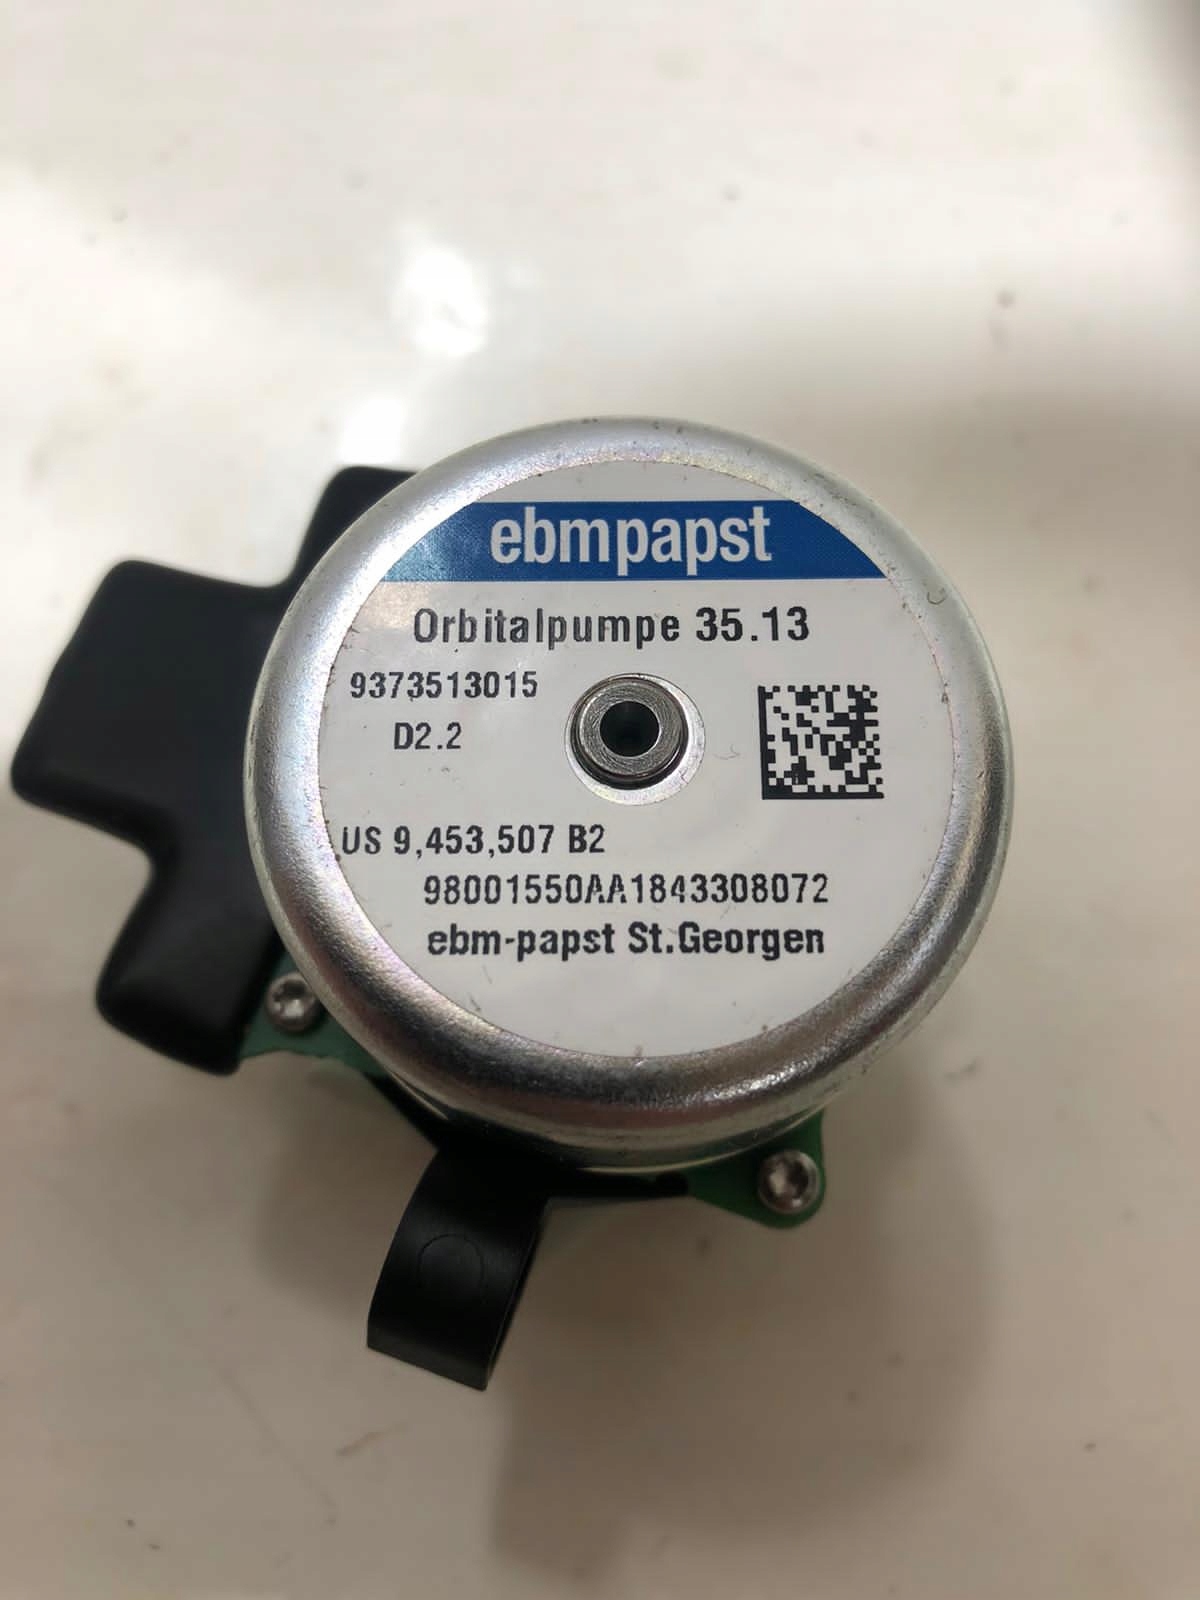 ebmpapst
Orbitalpumpe 35.13
9373513015
D2.2
US 9,453,507 B2
98001550AA1843308072
ebm-papst St.Georgen